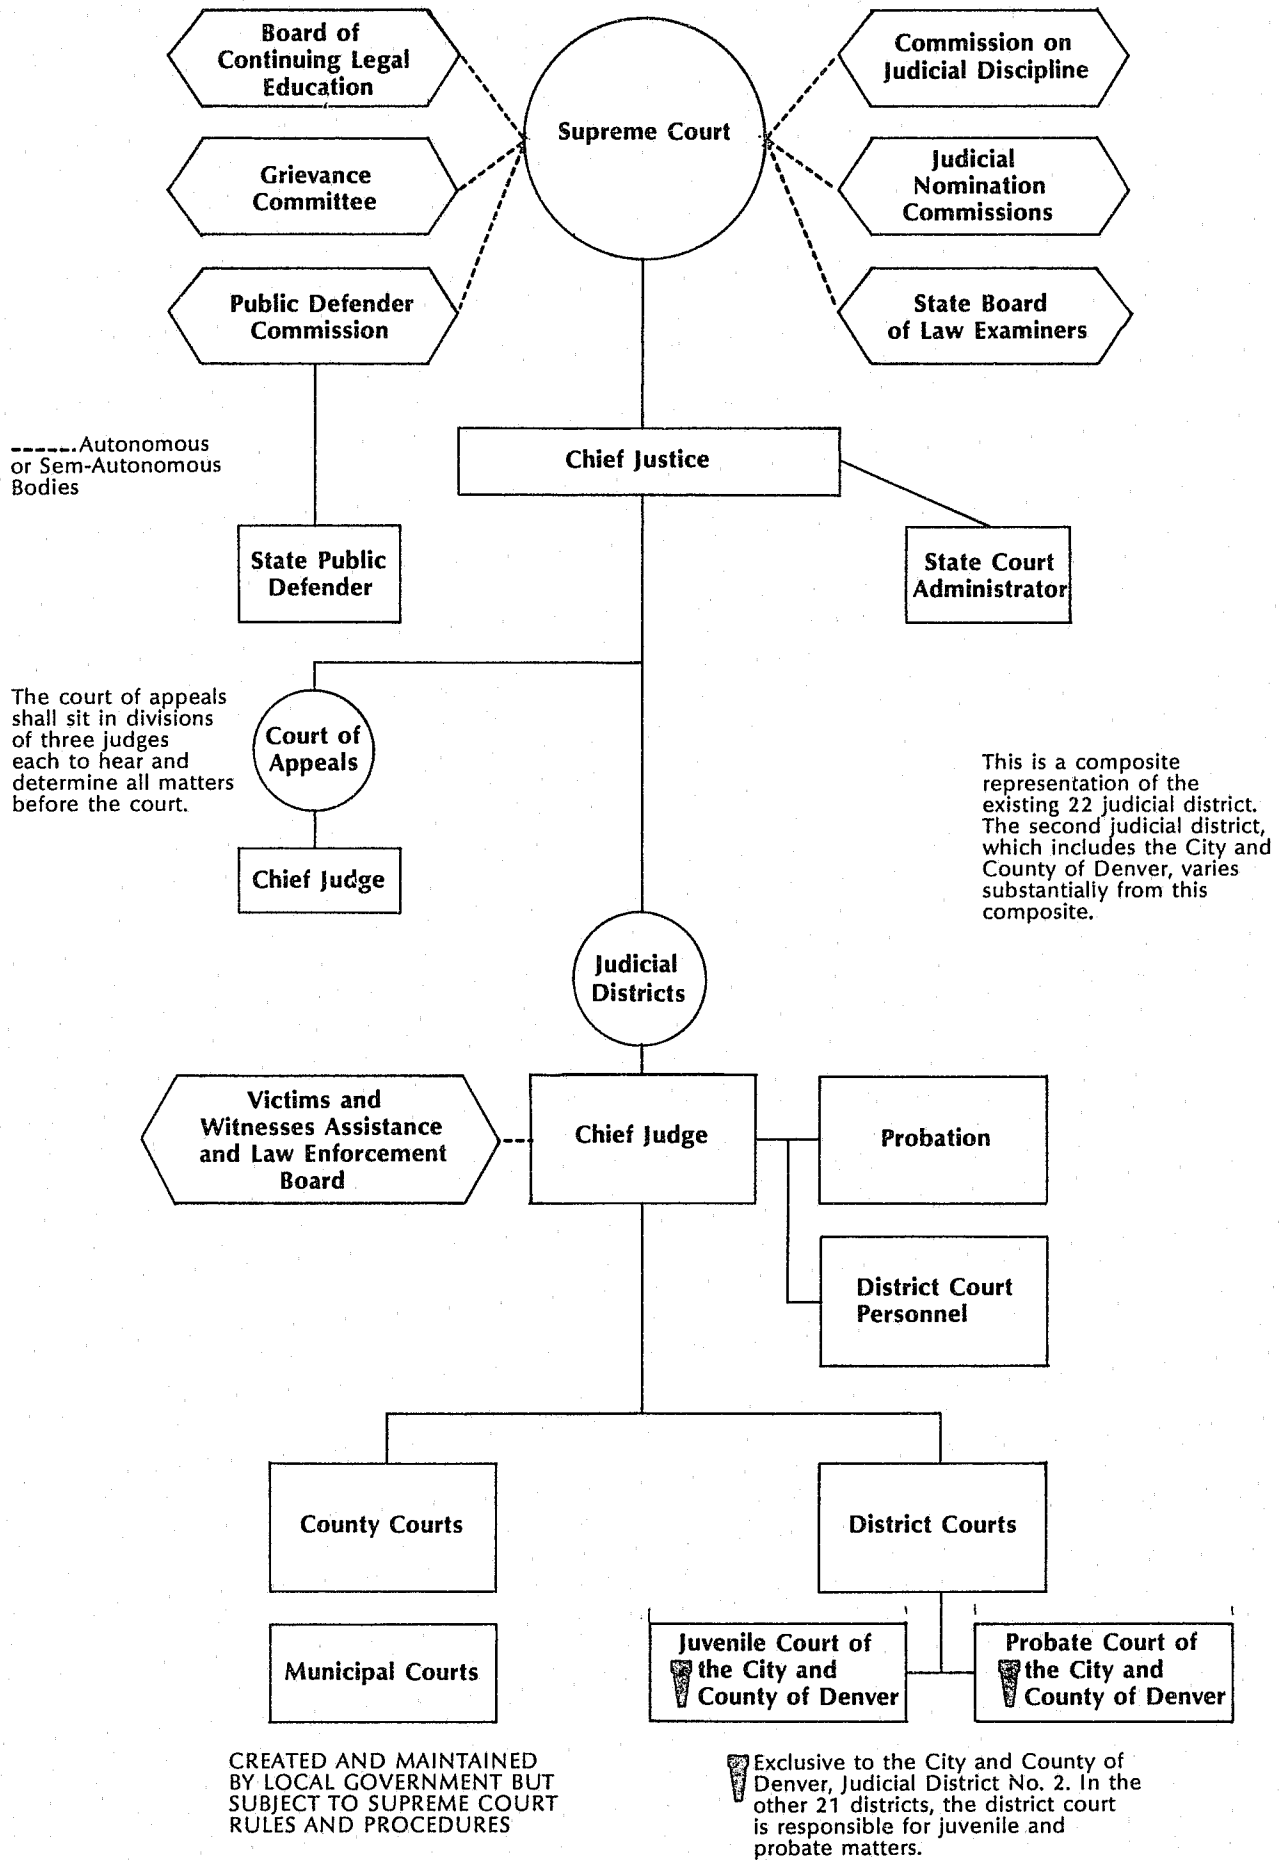 Board of
Continuing Legal
Education
Supreme Court
Commission on
Judicial Discipline
Grievance
Committee
Judicial
Nomination
Commissions
Public Defender
Commission
State Board
of Law Examiners
Autonomous
or Sem-Autonomous
Bodies
Chief Justice
State Public
Defender
State Court
Administrator
The court of appeals
shall sit in divisions
of three judges
each to hear and
determine all matters
before the court.
Court of
Appeals
Chief Judge
This is a composite
representation of the
existing 22 judicial district.
The second judicial district,
which includes the City and
County of Denver, varies
substantially from this
composite.
Judicial
Districts
Victims and
Witnesses Assistance
and Law Enforcement
Board
Chief Judge
Probation
District Court
Personnel
County Courts
District Courts
Municipal Courts
Juvenile Court of
the City and
County of Denver
Probate Court of
the City and
County of Denver
CREATED AND MAINTAINED
BY LOCAL GOVERNMENT BUT
SUBJECT TO SUPREME COURT
RULES AND PROCEDURES
Exclusive to the City and County of
Denver, Judicial District No. 2. In the
other 21 districts, the district court
is responsible for juvenile and
probate matters.